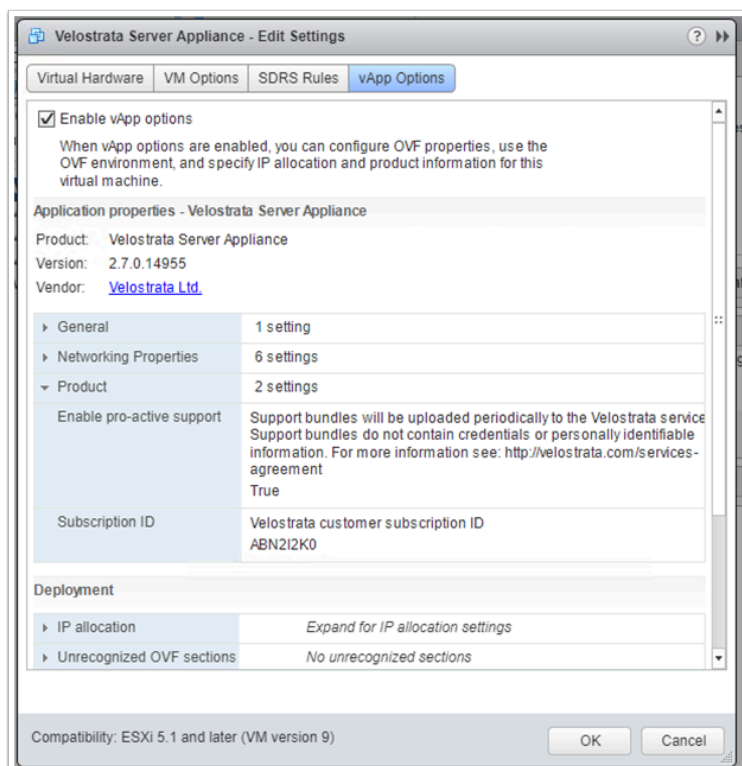 Velostrata Server Appliance - Edit Settings
?
Virtual Hardware VM Options SDRS Rules vApp Options
Enable vApp options
When vApp options are enabled, you can configure OVF properties, use the
OVF environment, and specify IP allocation and product information for this
virtual machine.
Application properties - Velostrata Server Appliance
Product: Velostrata Server Appliance
Version: 2.7.0.14955
Vendor: Velostrata Ltd.
General 1 setting
Networking Properties 6 settings
Product 2 settings
Enable pro-active support Support bundles will be uploaded periodically to the Velostrata service
Support bundles do not contain credentials or personally identifiable
information. For more information see: http://velostrata.com/services-
agreement
True
Subscription ID Velostrata customer subscription ID
ABN2I2K0
Deployment
IP allocation Expand for IP allocation settings
Unrecognized OVF sections No unrecognized sections
Compatibility: ESXi 5.1 and later (VM version 9) OK Cancel